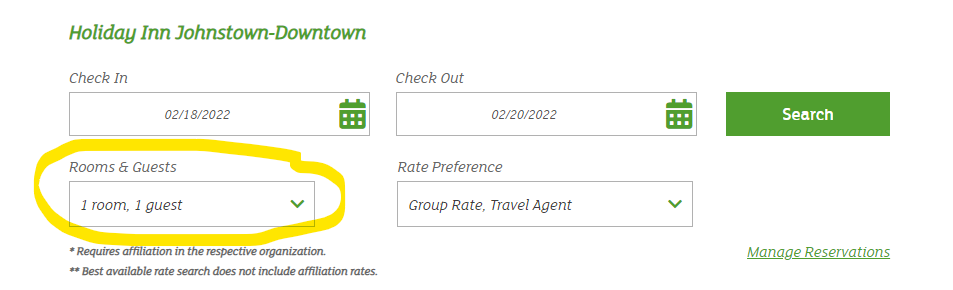 Holiday Inn Johnstown-Downtown
Check In
Check Out
02/18/2022
02/20/2022
Search
Rooms & Guests
Rate Preference
1 room, 1 guest
Group Rate, Travel Agent
* Requires affiliation in the respective organization.
Manage Reservations
** Best available rate search does not include affiliation rates.